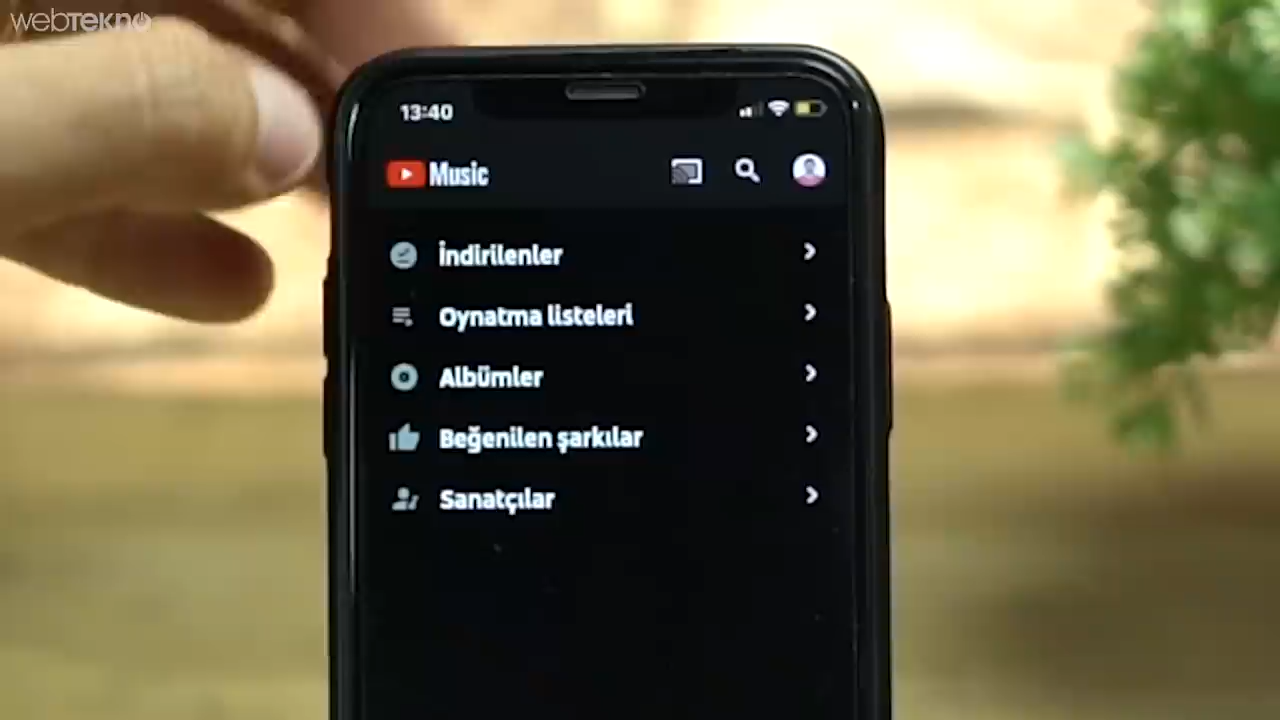 webtekno
13:40
Music
İndirilenler
Oynatma listeleri
Albümler
Beğenilen şarkılar
Sanatçılar